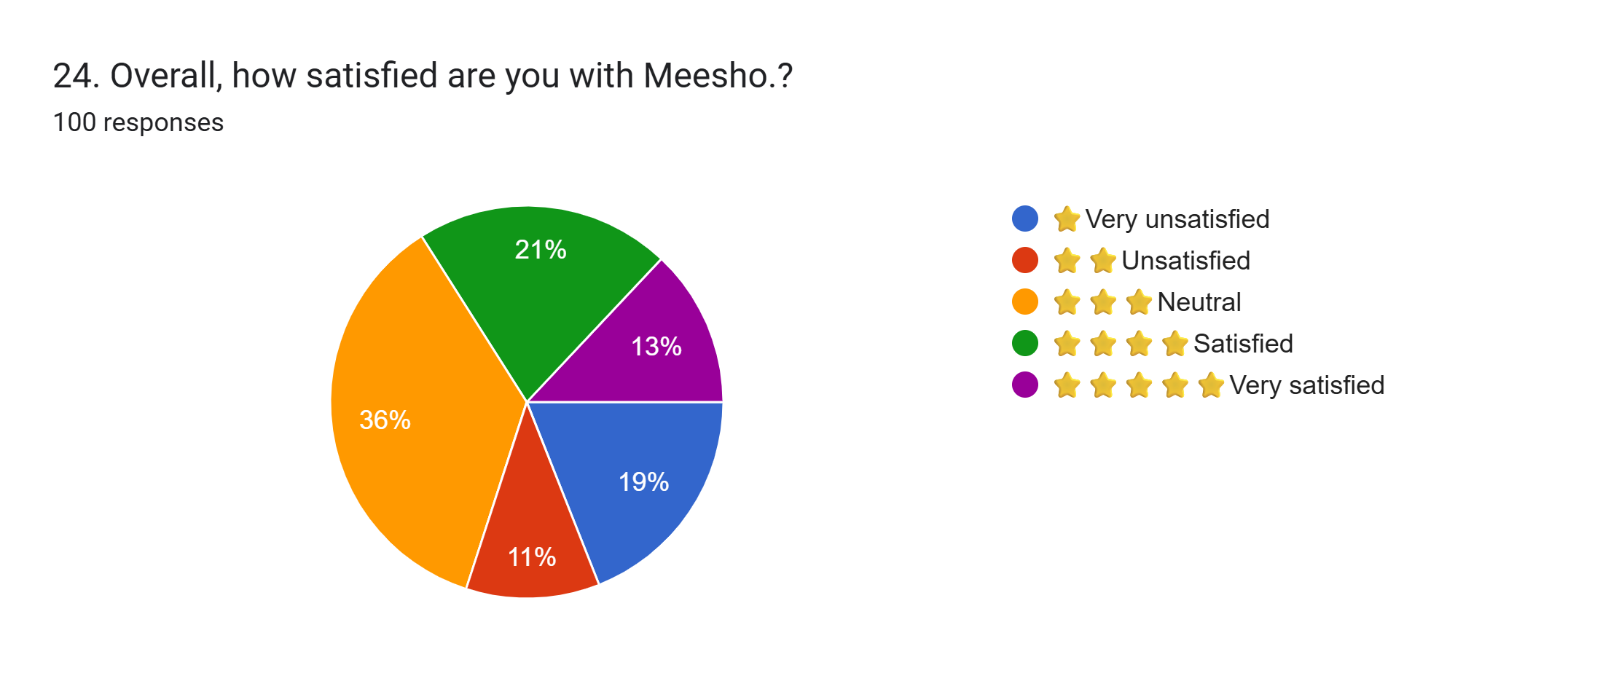 24. Overall, how satisfied are you with Meesho.?
100 responses
21%
13%
36%
19%
11%
⭐Very unsatisfied
⭐⭐Unsatisfied
⭐⭐⭐Neutral
⭐⭐⭐⭐Satisfied
⭐⭐⭐⭐⭐Very satisfied